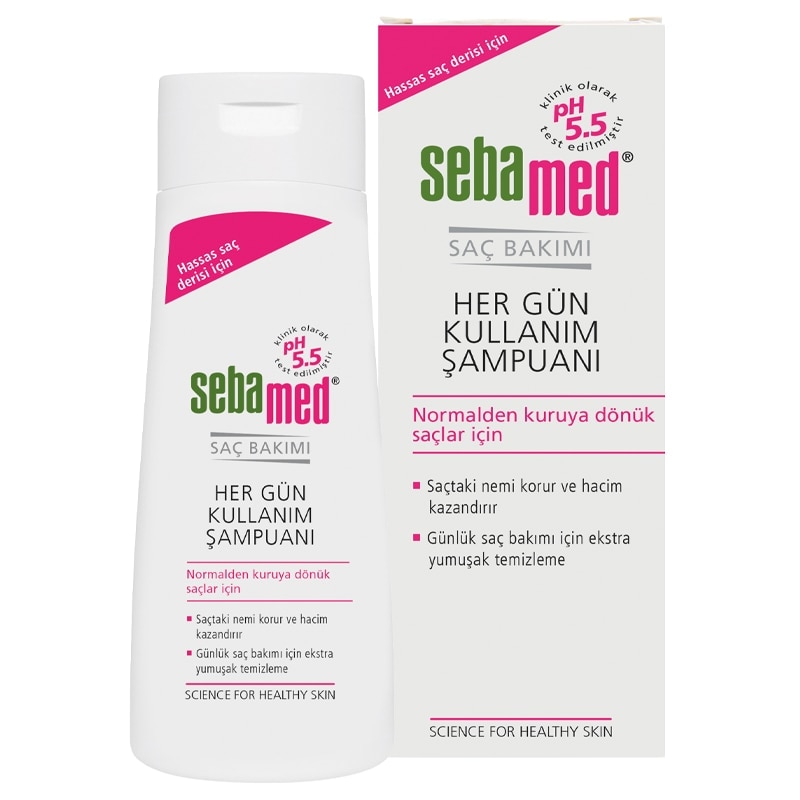 Hassas saç
derisi için
klinik olarak
pH
5.5
test edilmiştir
sebamed®
SAÇ BAKIMI
HER GÜN
KULLANIM
ŞAMPUANI
Normalden kuruya dönük
saçlar için
Saçtaki nemi korur ve hacim
kazandırır
Günlük saç bakımı için ekstra
yumuşak temizleme
SCIENCE FOR HEALTHY SKIN
Hassas saç derisi için
klinik olarak
pH
5.5
test edilmiştir
sebamed®
SAÇ BAKIMI
HER GÜN
KULLANIM
ŞAMPUANI
Normalden kuruya dönük
saçlar için
Saçtaki nemi korur ve hacim
kazandırır
Günlük saç bakımı için ekstra
yumuşak temizleme
SCIENCE FOR HEALTHY SKIN